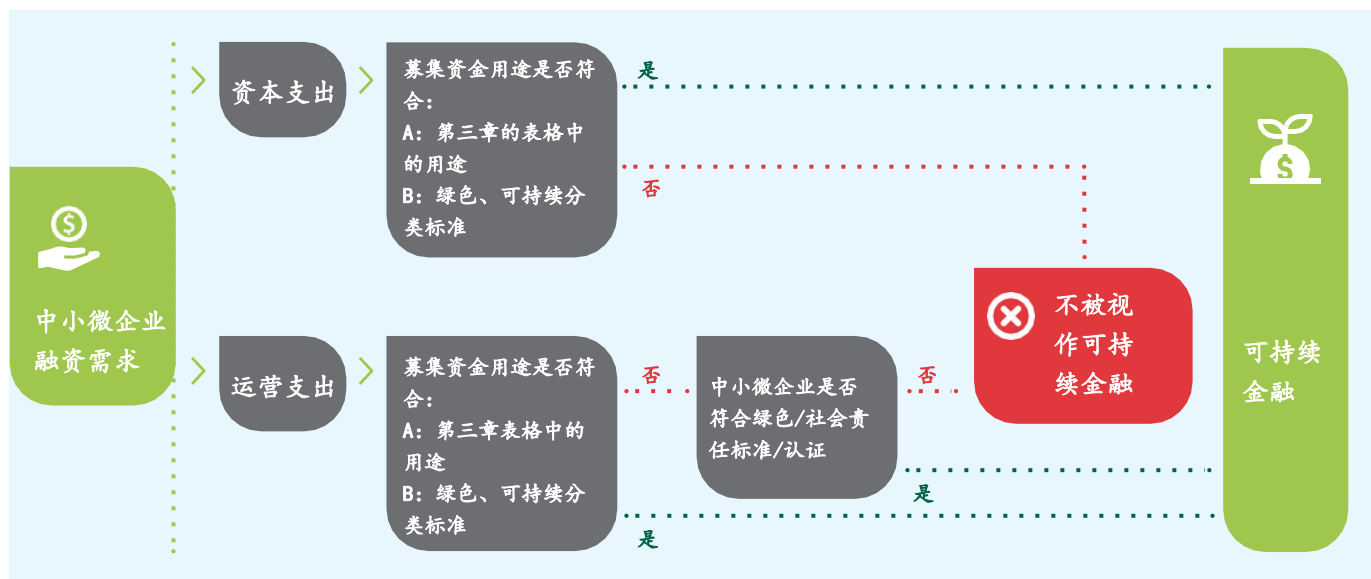 中小微企业
融资需求
资本支出
募集资金用途是否符
合：
A：第三章的表格中
的用途
B：绿色、可持续分
类标准
是
否
运营支出
募集资金用途是否符
合：
A：第三章表格中的
用途
B：绿色、可持续分
类标准
否
是
中小微企业是否
符合绿色/社会责
任标准/认证
否
是
不被视
作可持
续金融
可持续
金融